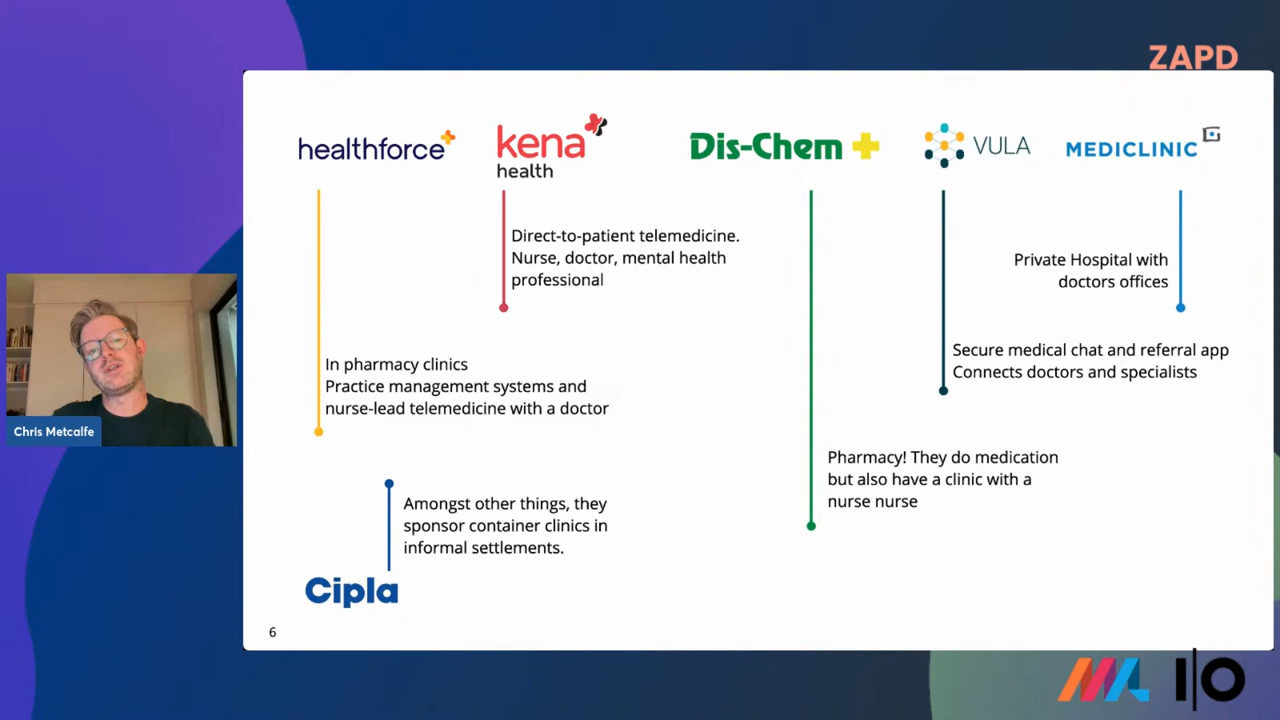 ZAPD
healthforce
kena
health
Dis-Chem
VULA
MEDICLINIC
Direct-to-patient telemedicine.
Nurse, doctor, mental health
professional
Private Hospital with
doctors offices
In pharmacy clinics
Practice management systems and
nurse-lead telemedicine with a doctor
Secure medical chat and referral app
Connects doctors and specialists
Chris Metcalfe
Pharmacy! They do medication
but also have a clinic with a
nurse nurse
Amongst other things, they
sponsor container clinics in
informal settlements.
Cipla
6
ML I|O